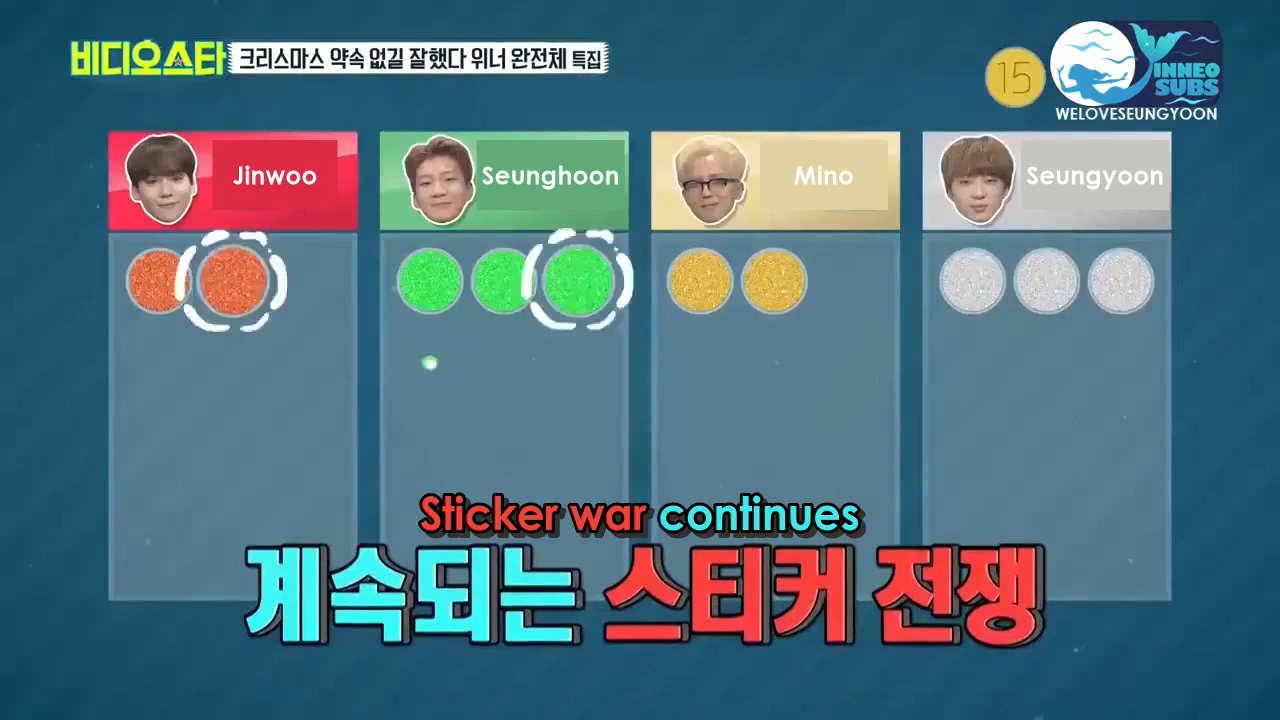 비디오스타 크리스마스 약속 없길 잘했다 위너 완전체 특집
15
INNEO
SUBS
WELOVESEUNGYOON
Jinwoo
Seunghoon
Mino
Seungyoon
Sticker war continues
계속되는 스티커 전쟁